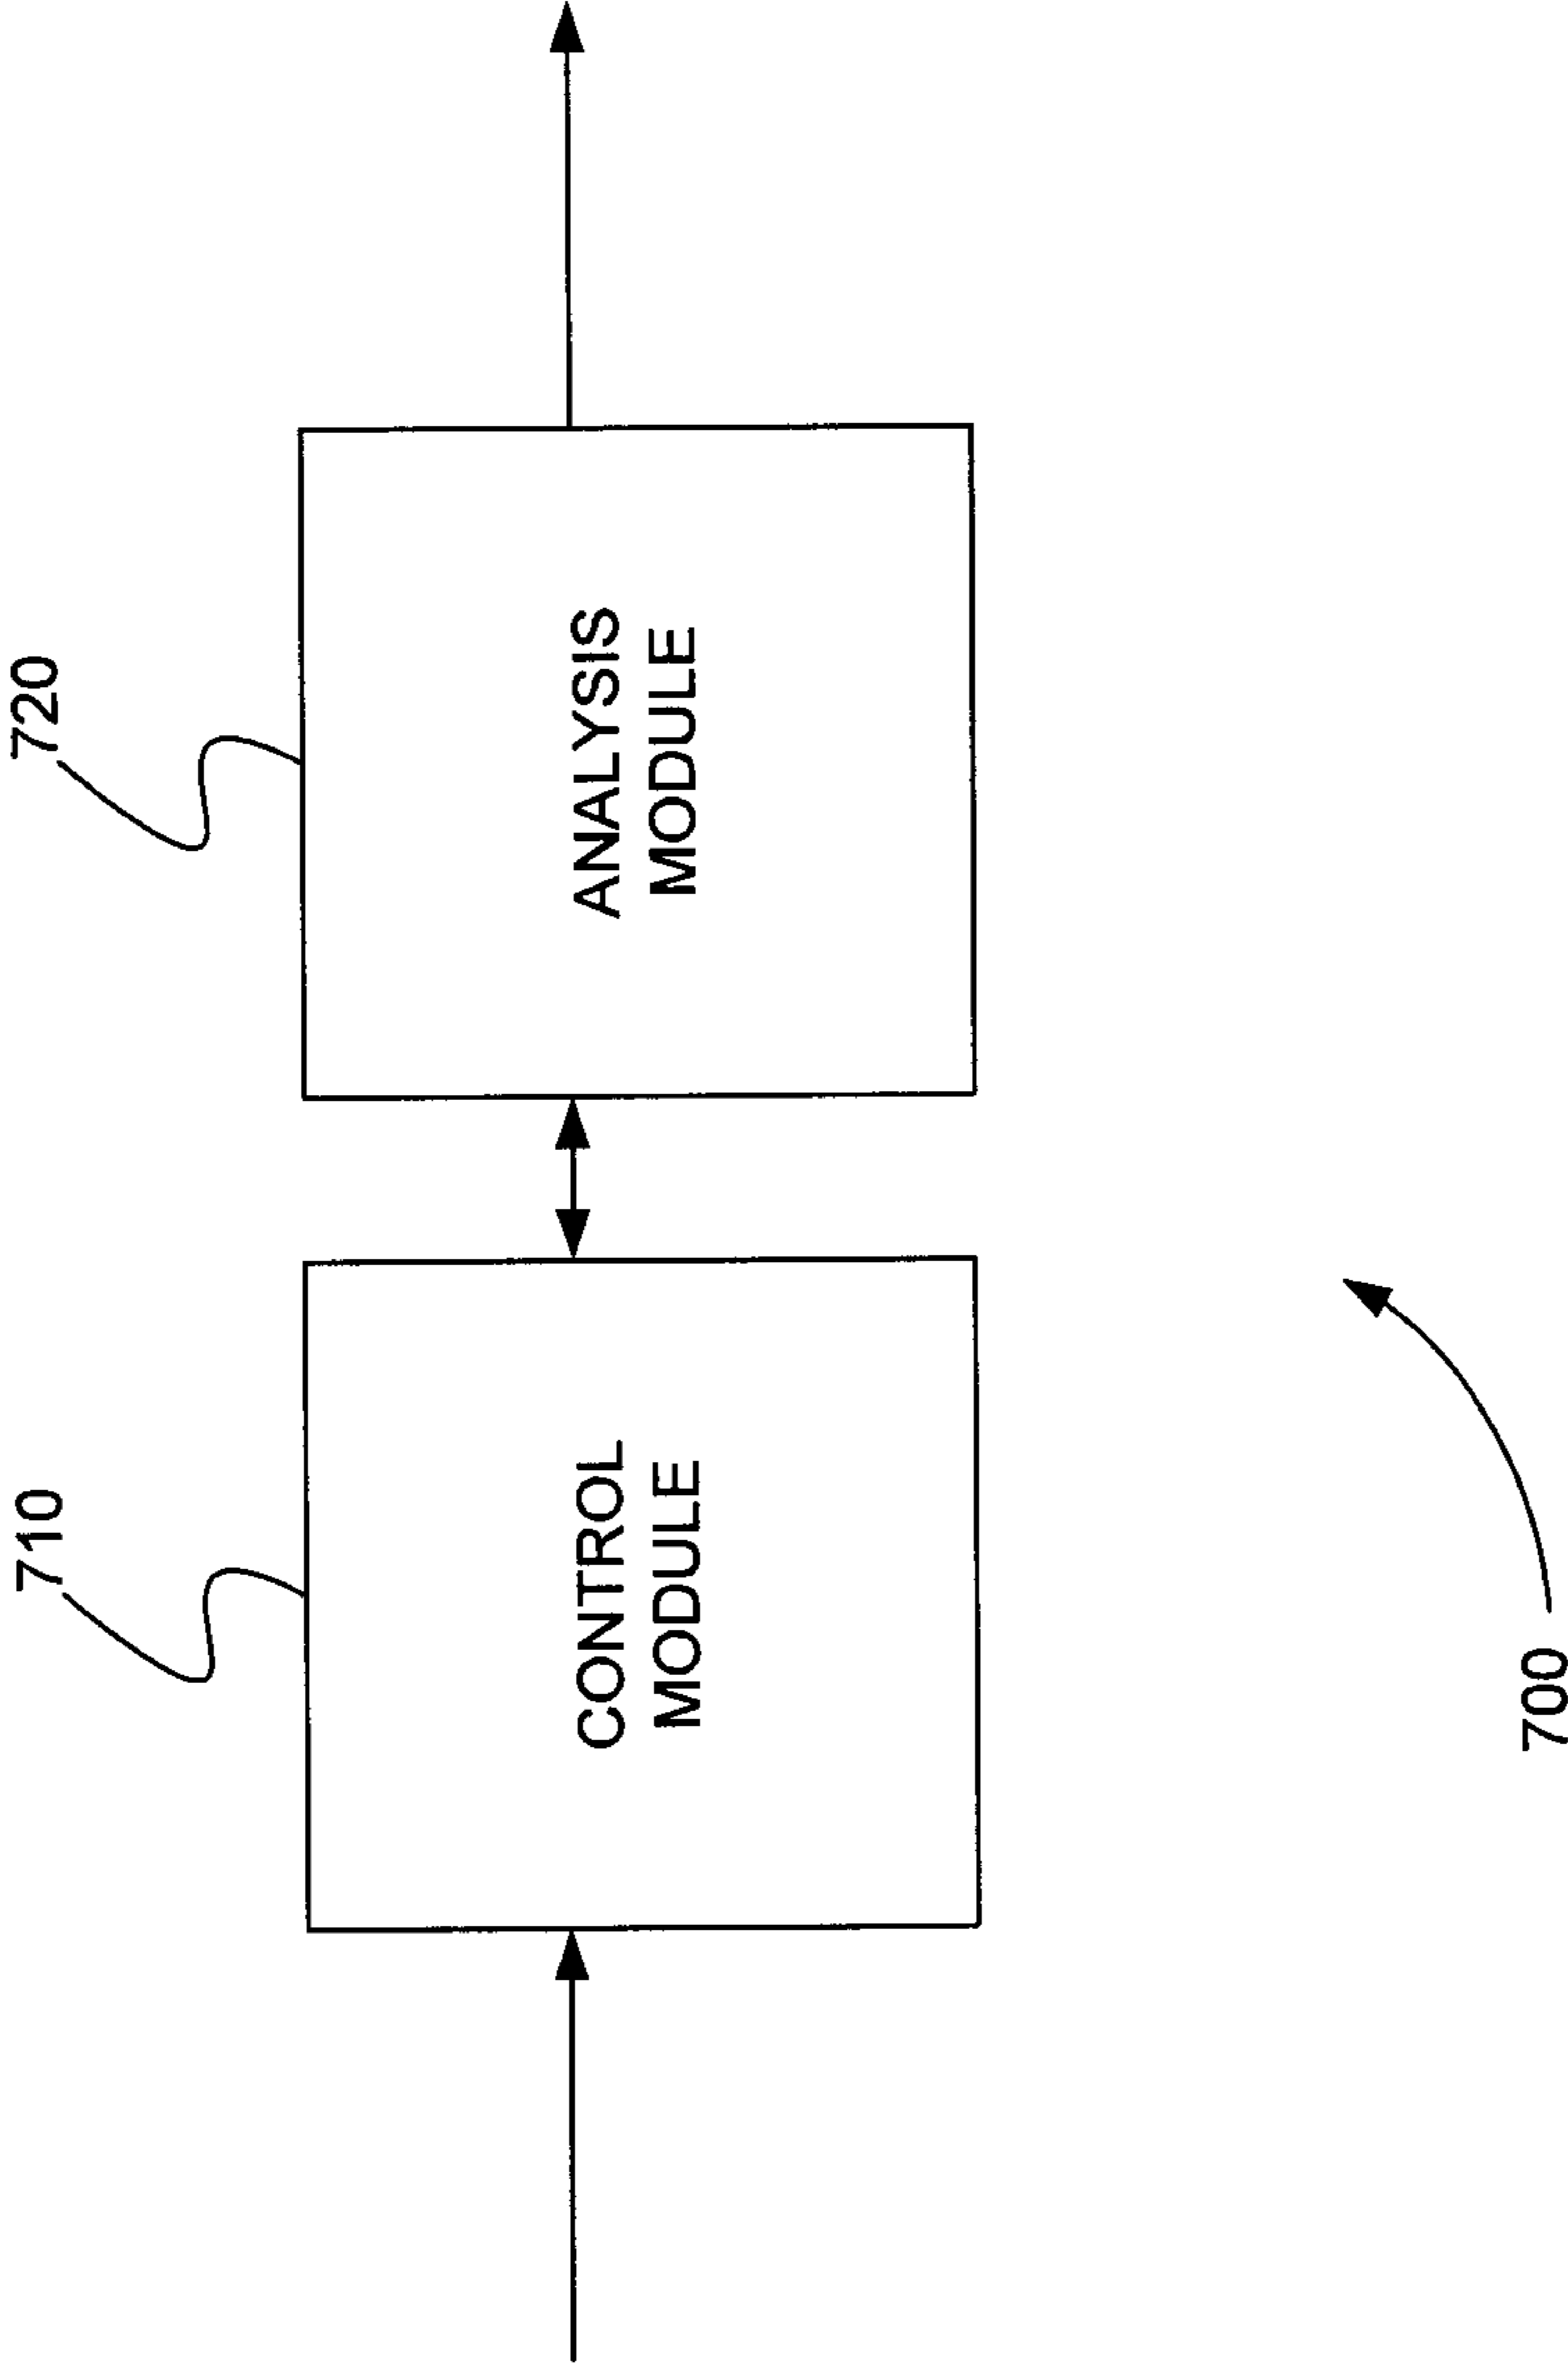 710
720
CONTROL
MODULE
ANALYSIS
MODULE
700